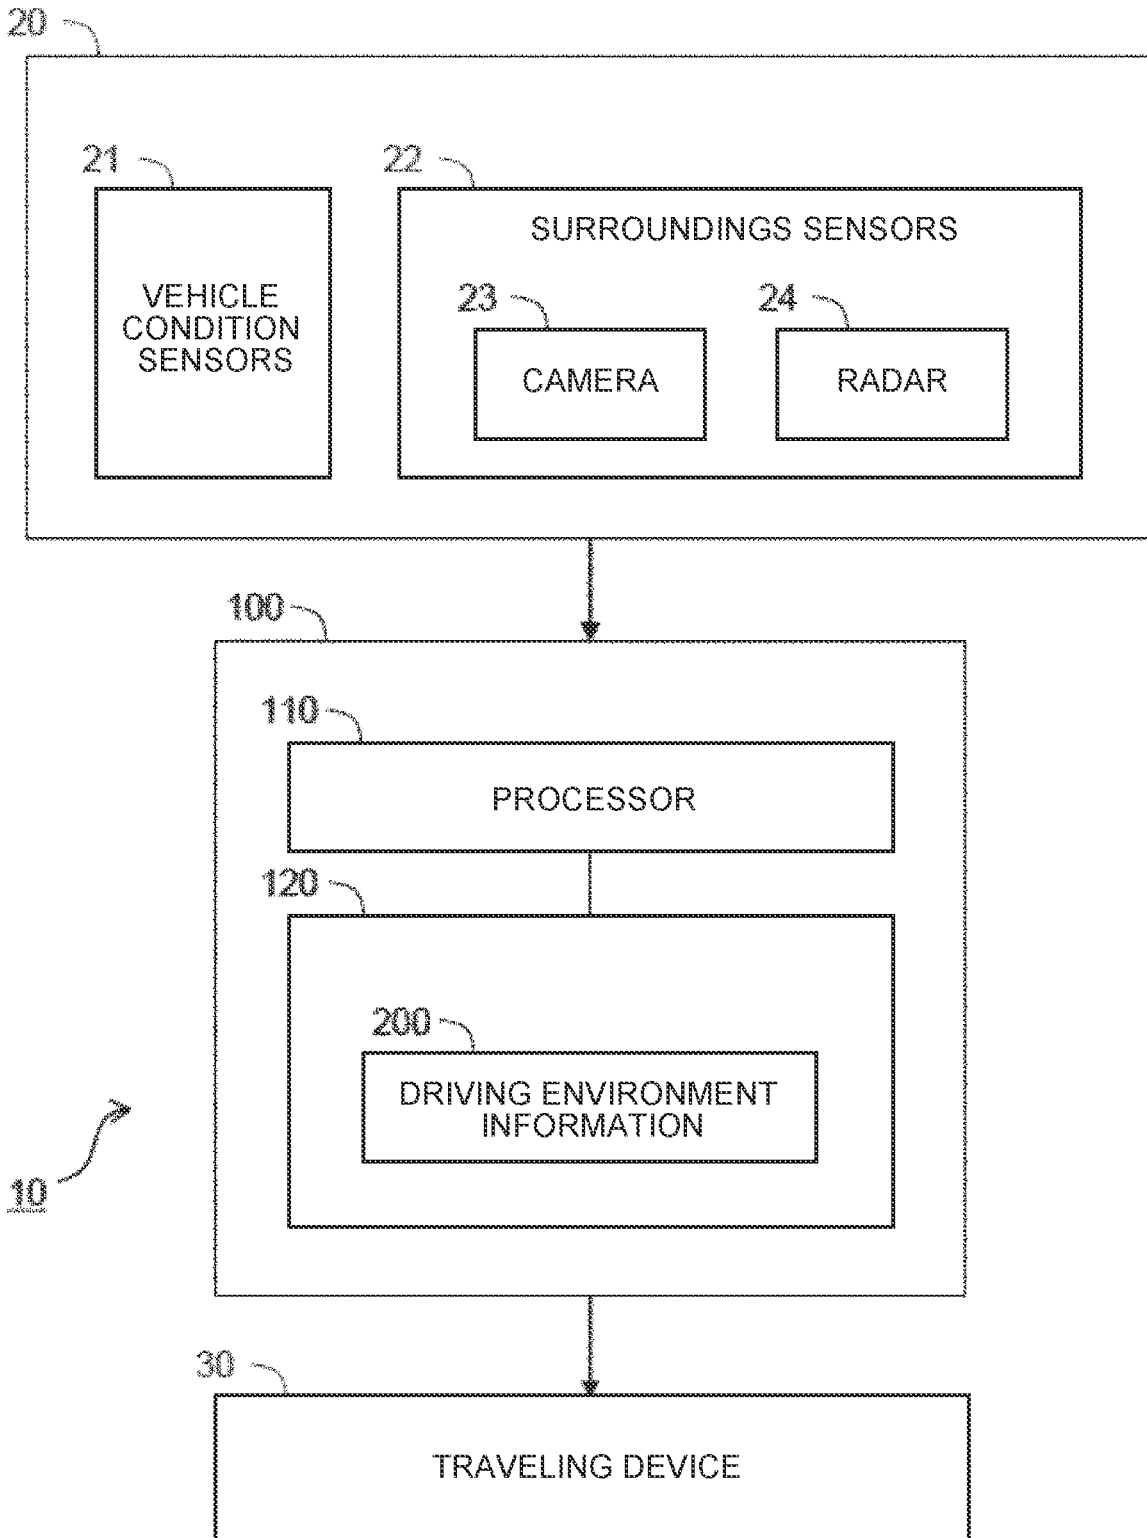 20
21
22
SURROUNDINGS SENSORS
VEHICLE
CONDITION
SENSORS
23
24
CAMERA
RADAR
100
110
PROCESSOR
120
200
DRIVING ENVIRONMENT
INFORMATION
10
30
TRAVELING DEVICE